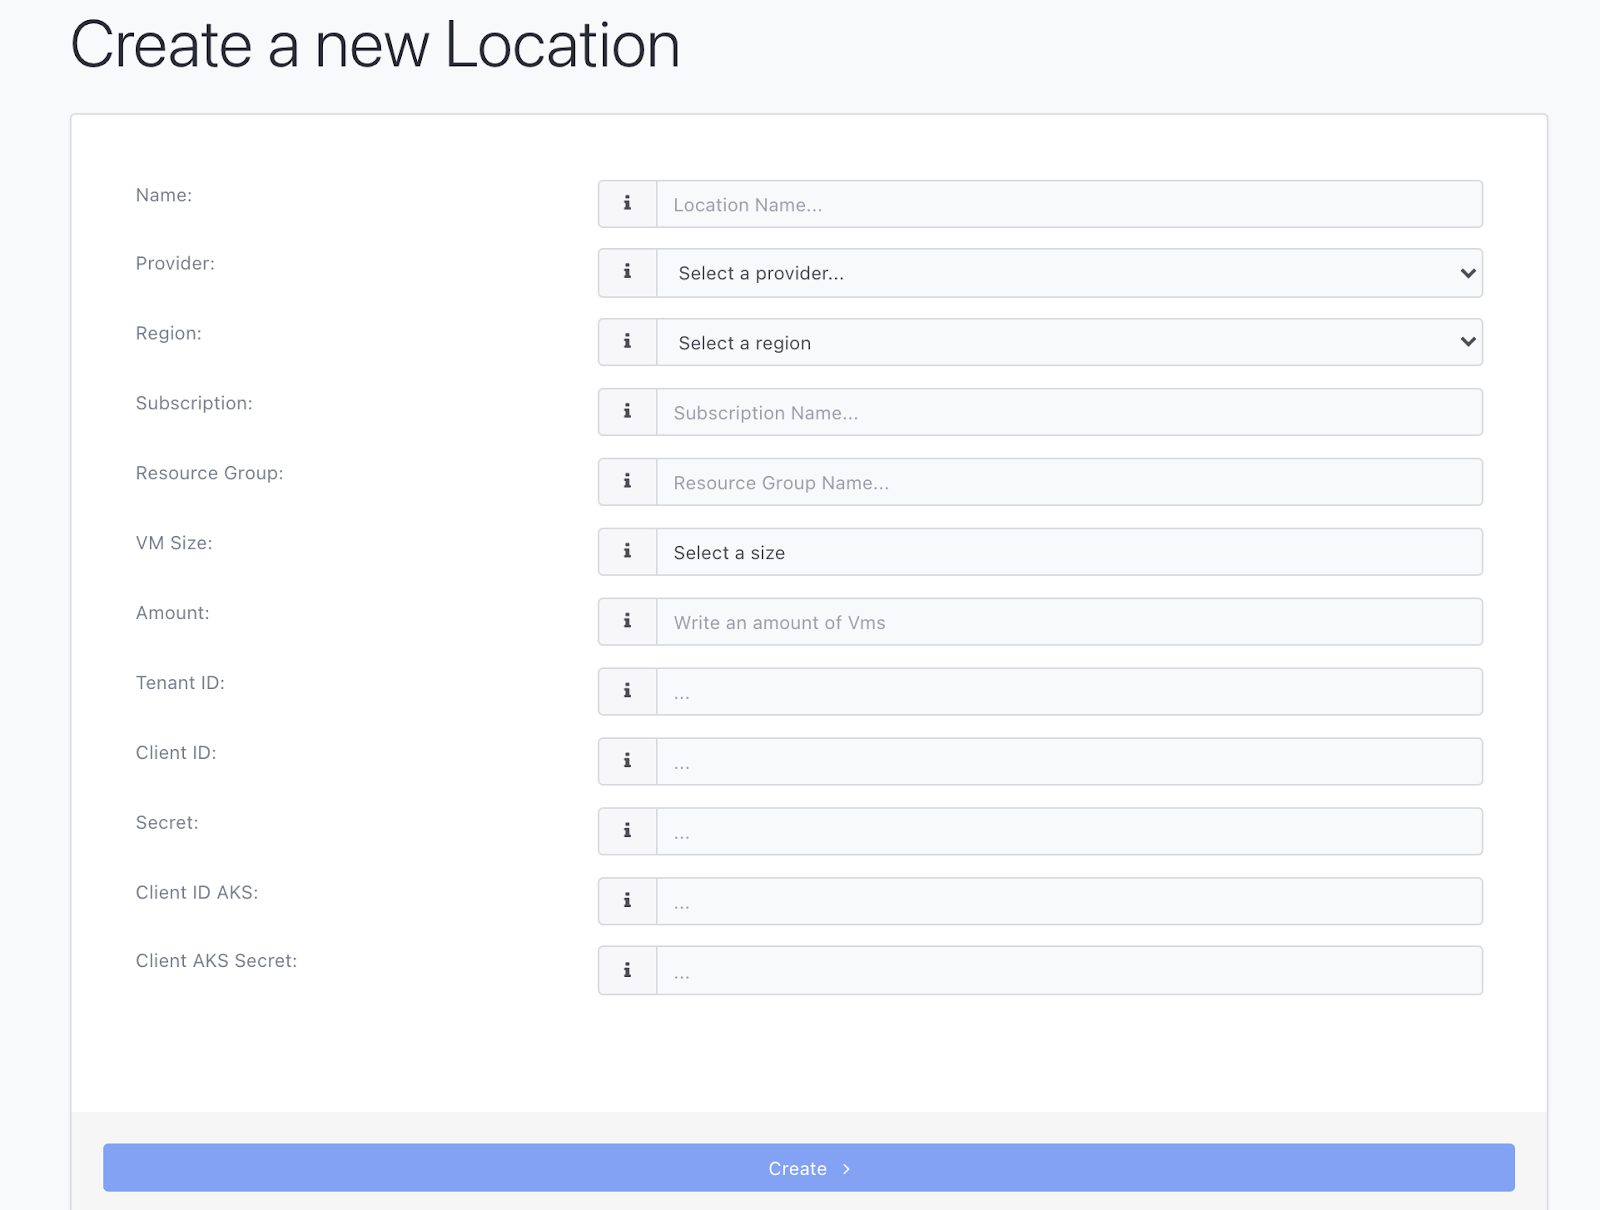 Create a new Location
Name:
Location Name...
Provider:
Select a provider...
Region:
Select a region
Subscription:
Subscription Name...
Resource Group:
Resource Group Name...
VM Size:
Select a size
Amount:
Write an amount of Vms
Tenant ID:
...
Client ID:
...
Secret:
...
Client ID AKS:
...
Client AKS Secret:
...
Create